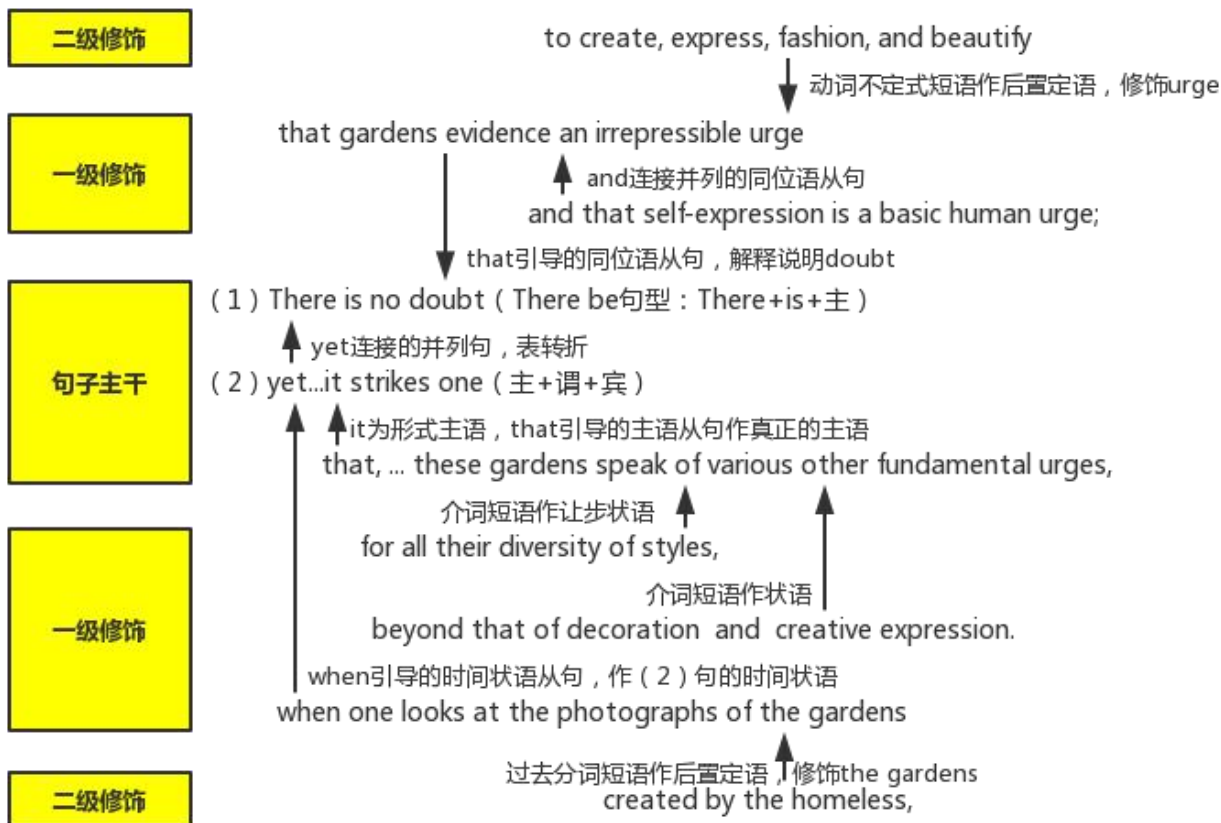 二级修饰
to create, express, fashion, and beautify
动词不定式短语作后置定语，修饰urge
一级修饰
that gardens evidence an irrepressible urge
and连接并列的同位语从句
and that self-expression is a basic human urge;
that引导的同位语从句，解释说明doubt
句子主干
（1）There is no doubt（There be句型：There+is+主）
yet连接的并列句，表转折
（2）yet...it strikes one（主+谓+宾）
it为形式主语，that引导的主语从句作真正的主语
that, ... these gardens speak of various other fundamental urges,
一级修饰
介词短语作让步状语
for all their diversity of styles,
介词短语作状语
beyond that of decoration and creative expression.
when引导的时间状语从句，作（2）句的时间状语
when one looks at the photographs of the gardens
二级修饰
过去分词短语作后置定语，修饰the gardens
created by the homeless,